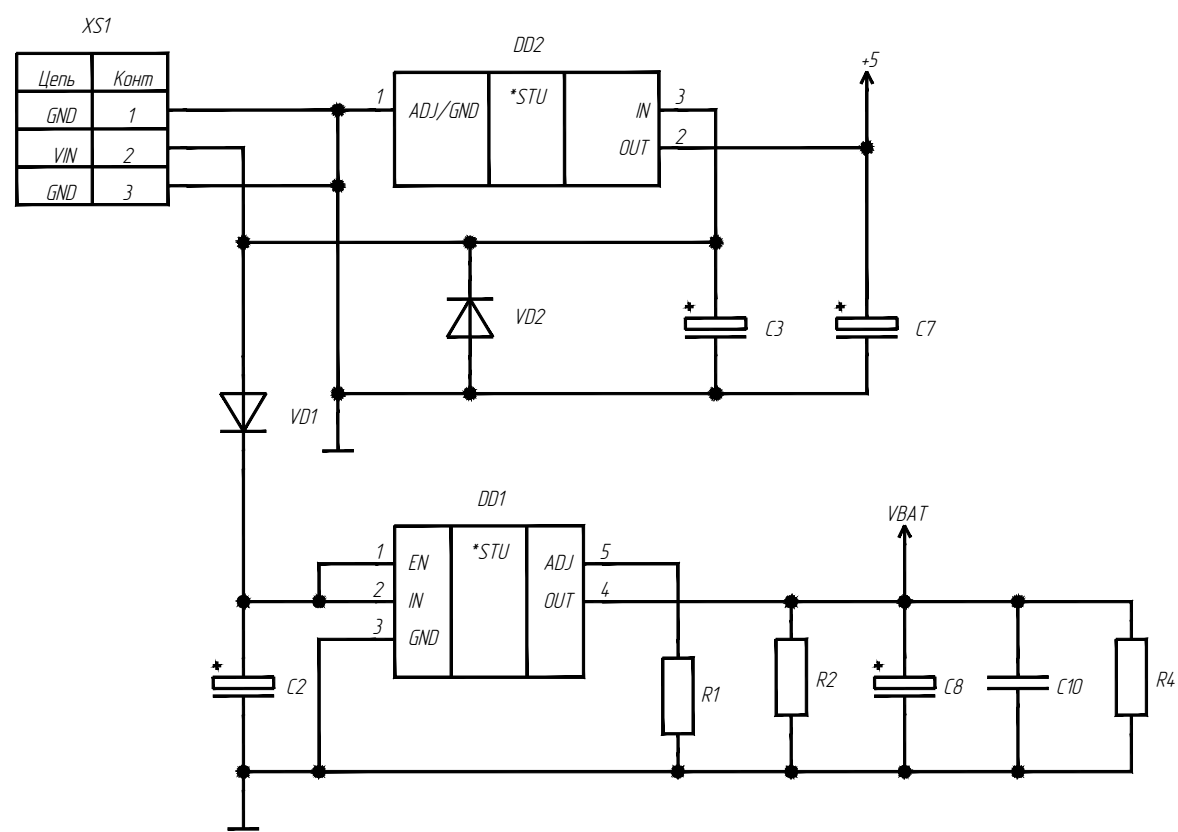 XS1
Цепь Конт
GND 1
VIN 2
GND 3
DD2
1 ADJ/GND *STU IN 3
OUT 2
+5
VD2
+ C3
+ C7
VD1
DD1
1 EN *STU ADJ 5
2 IN OUT 4
3 GND
VBAT
+ C2
R1
R2
+ C8
C10
R4